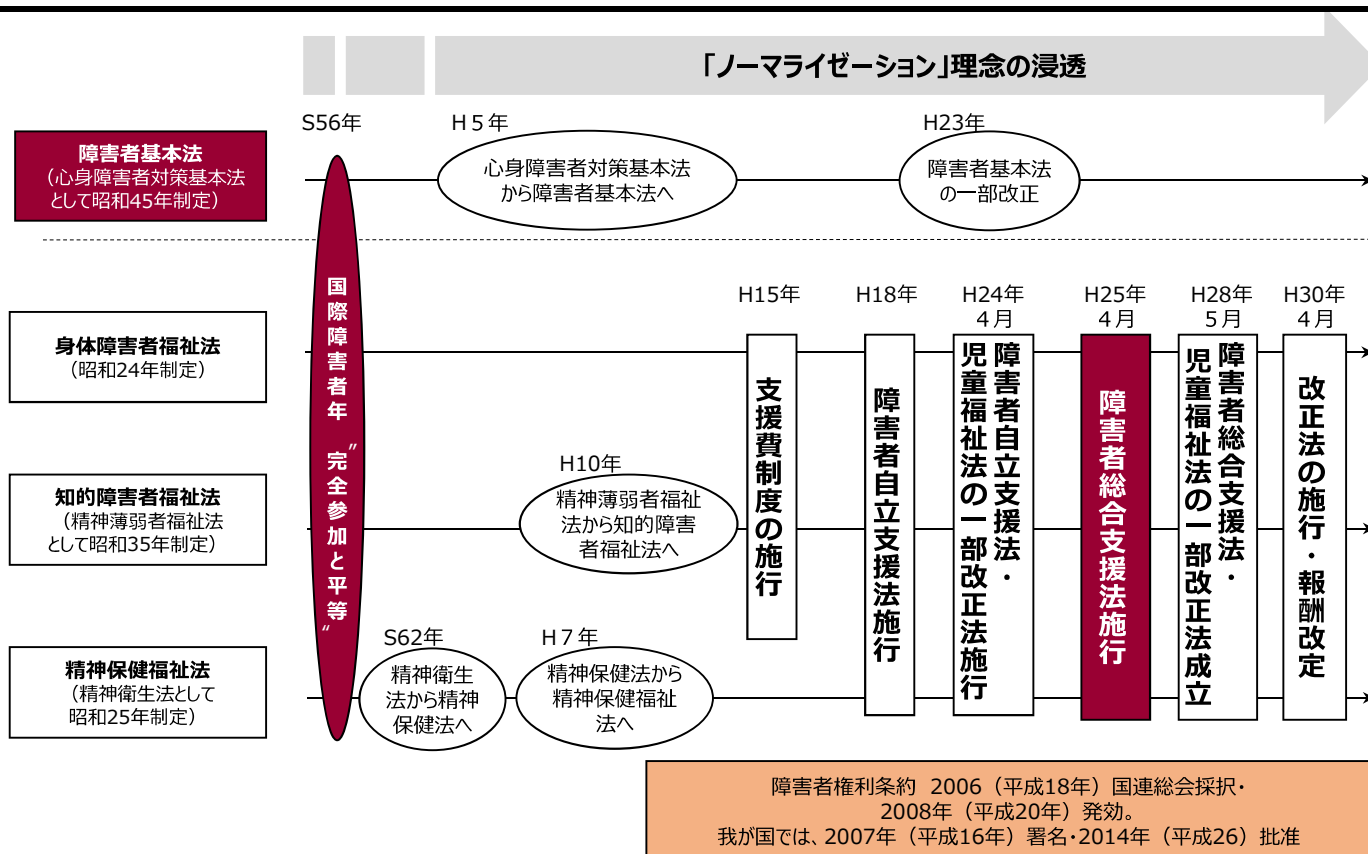 「ノーマライゼーション」理念の浸透
S56年
H５年
H23年
障害者基本法
（心身障害者対策基本法
として昭和45年制定）
心身障害者対策基本法
から障害者基本法へ
障害者基本法
の一部改正
国際障害者年 “完全参加と平等“
H15年
H18年
H24年
４月
H25年
４月
H28年
５月
H30年
４月
身体障害者福祉法
（昭和24年制定）
支援費制度の施行
障害者自立支援法施行
障害者自立支援法・
児童福祉法の一部改正法施行
障害者総合支援法施行
障害者総合支援法・
児童福祉法の一部改正法成立
改正法の施行・報酬改定
H10年
知的障害者福祉法
（精神薄弱者福祉法
として昭和35年制定）
精神薄弱者福祉
法から知的障害
者福祉法へ
S62年
H７年
精神保健福祉法
（精神衛生法として
昭和25年制定）
精神衛生
法から精神
保健法へ
精神保健法から
精神保健福祉
法へ
障害者権利条約 2006（平成18年）国連総会採択・
2008年（平成20年）発効。
我が国では、2007年（平成16年）署名・2014年（平成26）批准